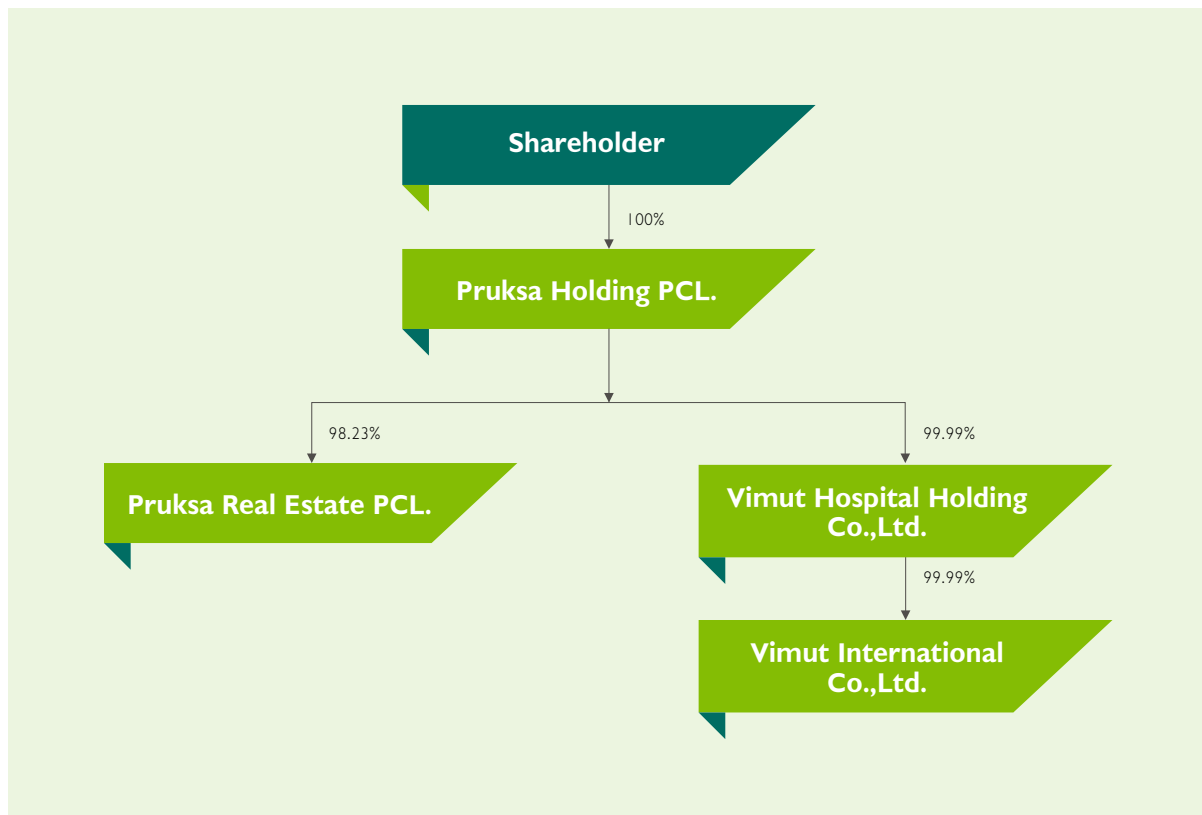 Shareholder
100%
Pruksa Holding PCL.
98.23%
99.99%
Pruksa Real Estate PCL.
Vimut Hospital Holding
Co.,Ltd.
99.99%
Vimut International
Co.,Ltd.